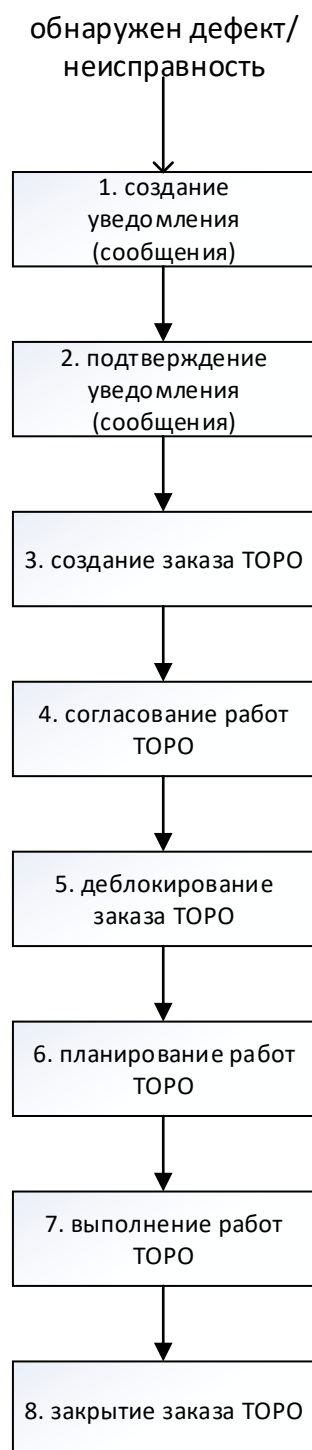 обнаружен дефект/
неисправность
1. создание
уведомления
(сообщения)
2. подтверждение
уведомления
(сообщения)
3. создание заказа ТОРО
4. согласование работ
ТОРО
5. деблокирование
заказа ТОРО
6. планирование работ
ТОРО
7. выполнение работ
ТОРО
8. закрытие заказа ТОРО